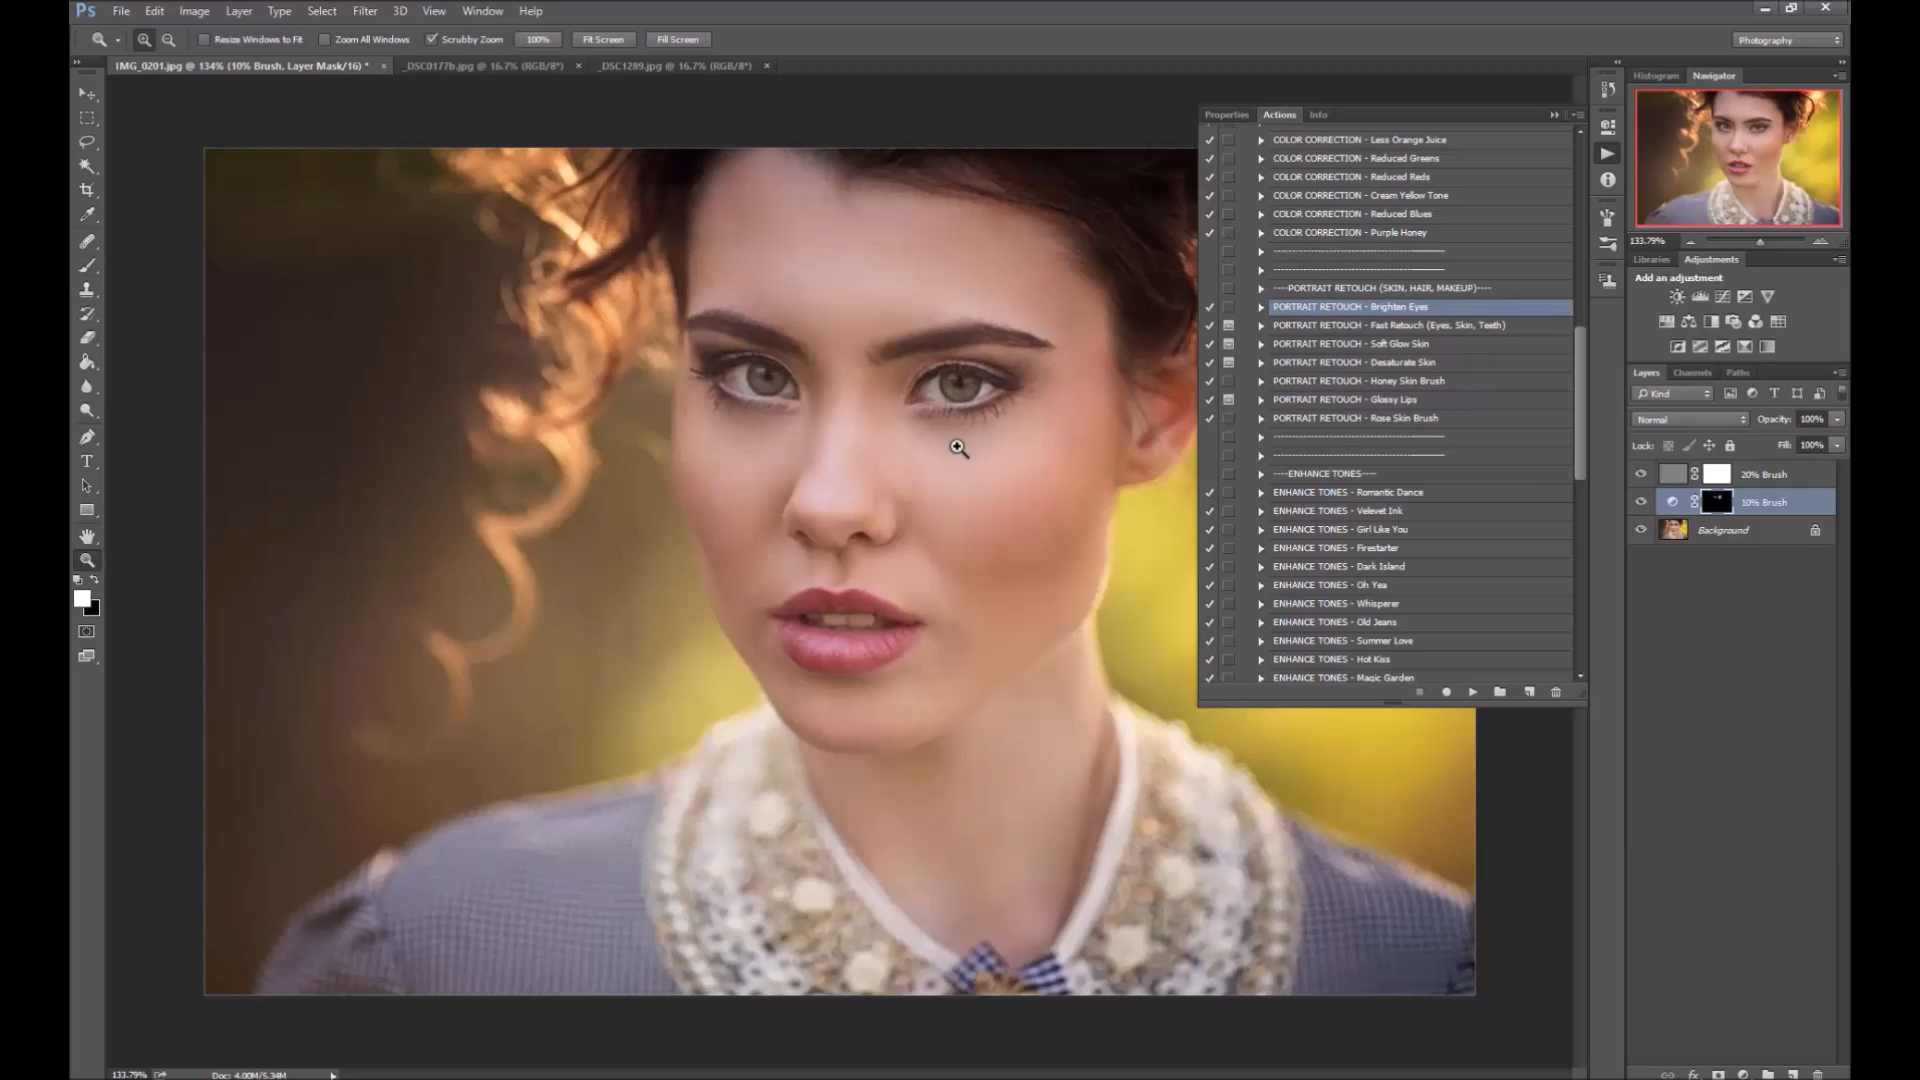 Ps File Edit Image Layer Type Select Filter 3D View Window Help
Resize Windows to Fit Zoom All Windows Scrubby Zoom 100% Fit Screen Fill Screen Photography
IMG_0201.jpg @ 134% (10% Brush, Layer Mask/16) * × _DSC0177b.jpg @ 16.7% (RGB/8*) × _DSC1289.jpg @ 16.7% (RGB/8*) ×
Histogram Navigator
133.79%
Libraries Adjustments
Add an adjustment
Layers Channels Paths
Kind
Normal Opacity: 100%
Lock: Fill: 100%
20% Brush
10% Brush
Background
Properties Actions Info
COLOR CORRECTION - Less Orange Juice
COLOR CORRECTION - Reduced Greens
COLOR CORRECTION - Reduced Reds
COLOR CORRECTION - Cream Yellow Tone
COLOR CORRECTION - Reduced Blues
COLOR CORRECTION - Purple Honey
----PORTRAIT RETOUCH (SKIN, HAIR, MAKEUP)----
PORTRAIT RETOUCH - Brighten Eyes
PORTRAIT RETOUCH - Fast Retouch (Eyes, Skin, Teeth)
PORTRAIT RETOUCH - Soft Glow Skin
PORTRAIT RETOUCH - Desaturate Skin
PORTRAIT RETOUCH - Honey Skin Brush
PORTRAIT RETOUCH - Glossy Lips
PORTRAIT RETOUCH - Rose Skin Brush
----ENHANCE TONES----
ENHANCE TONES - Romantic Dance
ENHANCE TONES - Velevet Ink
ENHANCE TONES - Girl Like You
ENHANCE TONES - Firestarter
ENHANCE TONES - Dark Island
ENHANCE TONES - Oh Yea
ENHANCE TONES - Whisperer
ENHANCE TONES - Old Jeans
ENHANCE TONES - Summer Love
ENHANCE TONES - Hot Kiss
ENHANCE TONES - Magic Garden
133.79% Doc: 4.00M/5.34M